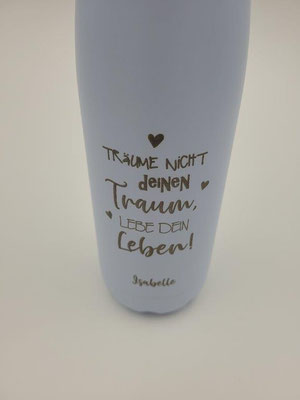 TRÄUME NICHT
deinen
Traum,
LEBE DEIN
Leben!
Isabelle